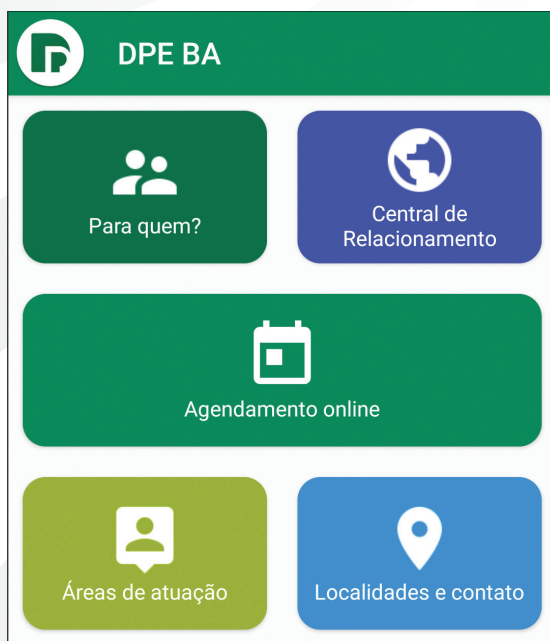 DPE BA
Para quem?
Central de
Relacionamento
Agendamento online
Áreas de atuação
Localidades e contato